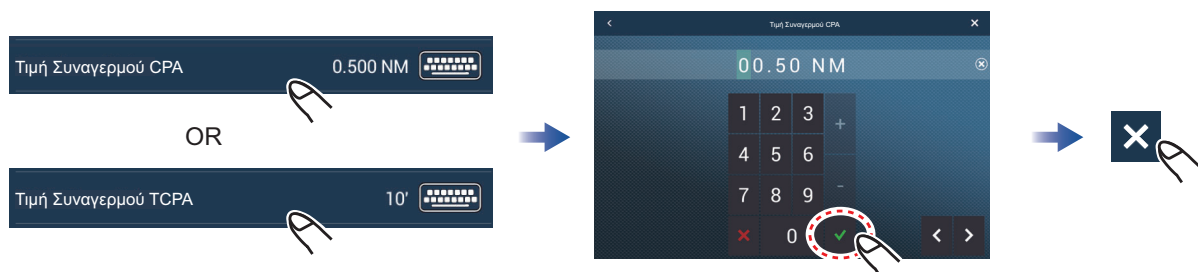 Τιμή Συναγερμού CPA 0.500 NM
OR
Τιμή Συναγερμού TCPA 10'
Τιμή Συναγερμού CPA
00.50 NM
1 2 3 +
4 5 6
7 8 9 -
0